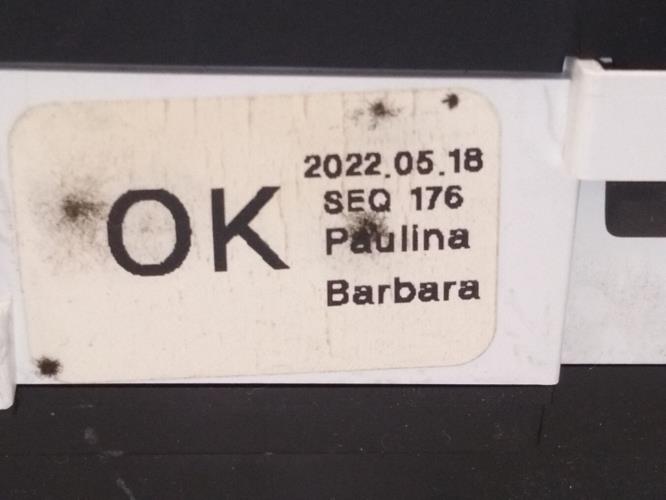 OK
2022.05.18
SEQ 176
Paulina
Barbara